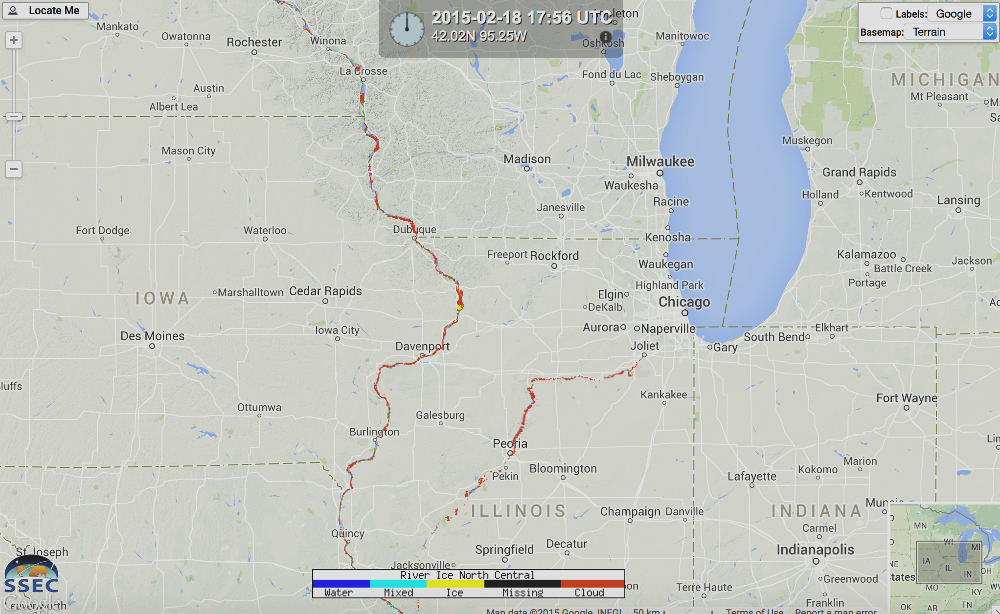 Locate Me
2015-02-18 17:56 UTC
42.02N 95.25W
Labels: Google
Basemap: Terrain
Mankato
Owatonna
Rochester
Winona
Oshkosh
Manitowoc
La Crosse
Fond du Lac
Sheboygan
MICHIGAN
Mt Pleasant
Austin
Albert Lea
Mason City
Madison
Milwaukee
Waukesha
Muskegon
Grand Rapids
Kentwood
Holland
Lansing
Racine
Janesville
Fort Dodge
Waterloo
Dubuque
Kenosha
Freeport
Rockford
Waukegan
Kalamazoo
Battle Creek
Jackson
Portage
Highland Park
IOWA
Marshalltown
Cedar Rapids
Elgin
DeKalb
Chicago
Aurora
Naperville
Iowa City
Des Moines
Davenport
Joliet
South Bend
Elkhart
Gary
luffs
Kankakee
Fort Wayne
Ottumwa
Galesburg
Burlington
Peoria
Pekin
Bloomington
Lafayette
Kokomo
Marion
ILLINOIS
Champaign
Danville
INDIANA
Carmel
Quincy
Springfield
Decatur
Indianapolis
St Joseph
Jacksonville
SSEC
Google
Leavenworth
River Ice North Central
Water Mixed Ice Missing Cloud
Terre Haute
Greenwood
Franklin
MN
WI
MI
NE
IA
IL
IN
OH
States
MO
KY
WV
OK
AR
TN
Map data ©2015 Google, INEGI
50 km
Terms of Use
Report a map error